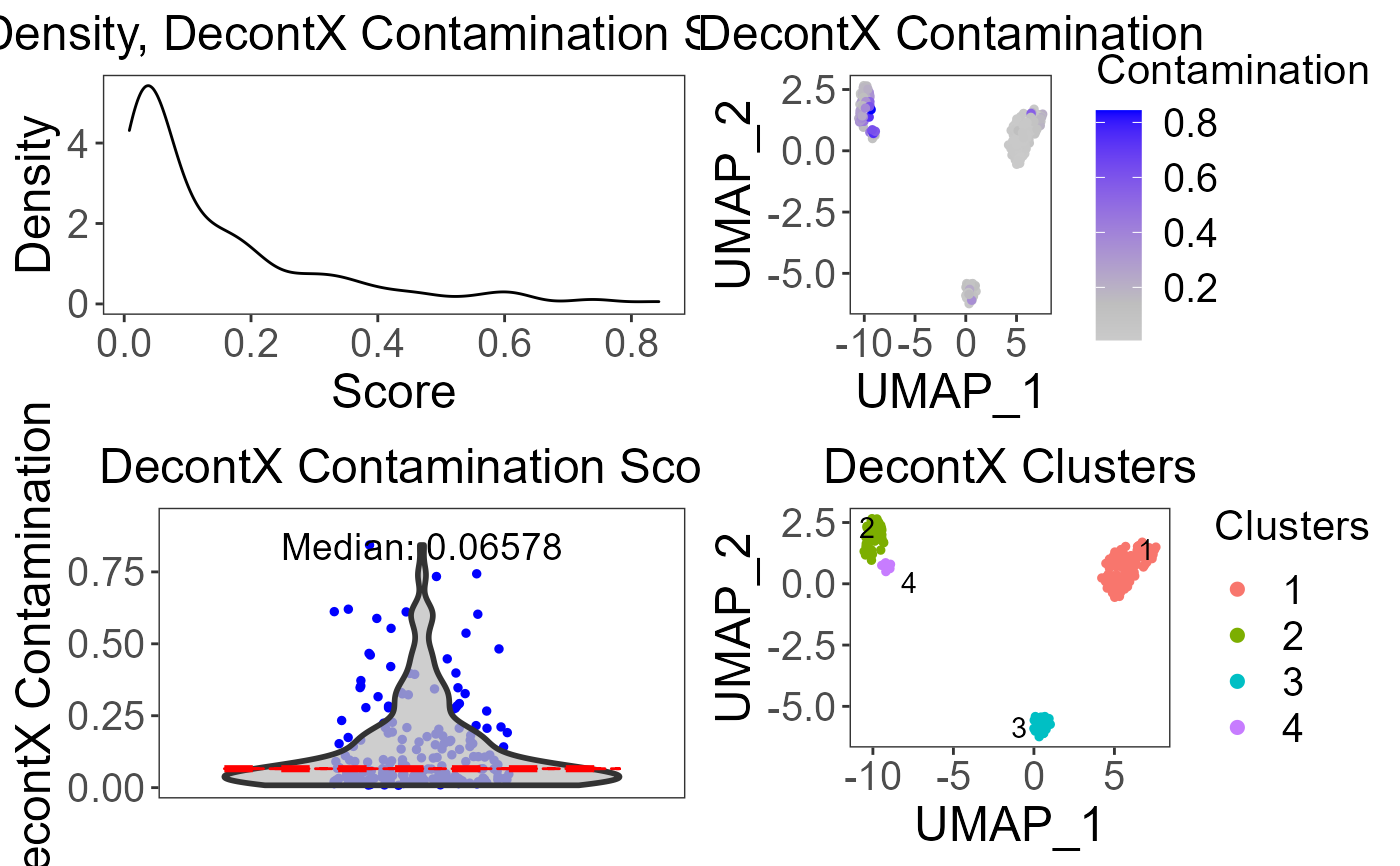 Density, DecontX Contamination S
Density
4
2
0
0.0 0.2 0.4 0.6 0.8
Score
DecontX Contamination
UMAP_2
2.5
0.0
-2.5
-5.0
-10 -5 0 5
UMAP_1
Contamination
0.8
0.6
0.4
0.2
DecontX Contamination Sco
econtX Contamination
Median: 0.06578
0.75
0.50
0.25
0.00
DecontX Clusters
UMAP_2
2.5
0.0
-2.5
-5.0
2
1
4
3
-10 -5 0 5
UMAP_1
Clusters
1
2
3
4